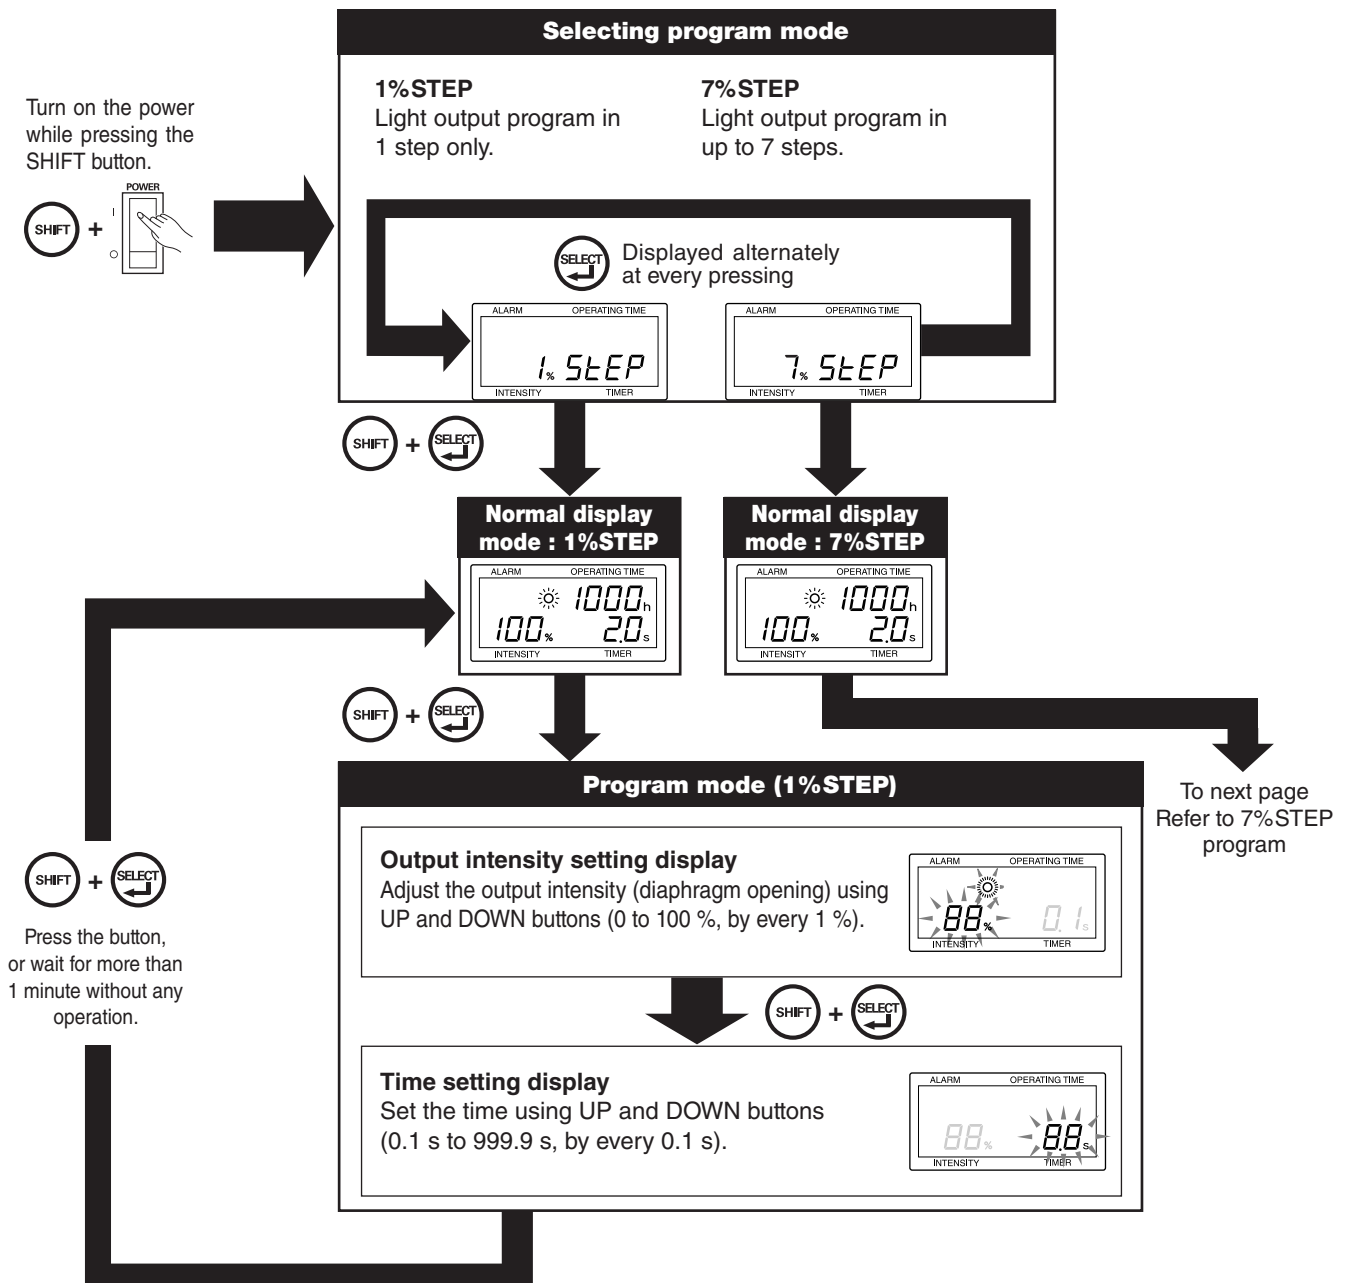 Selecting program mode
1%STEP
Light output program in
1 step only.
7%STEP
Light output program in
up to 7 steps.
Turn on the power
while pressing the
SHIFT button.
POWER
SHIFT + I
SELECT
Displayed alternately
at every pressing
ALARM OPERATING TIME
1% StEP
INTENSITY TIMER
ALARM OPERATING TIME
7% StEP
INTENSITY TIMER
SHIFT + SELECT
Normal display
mode : 1%STEP
ALARM OPERATING TIME
1000h
100% 2.0s
INTENSITY TIMER
Normal display
mode : 7%STEP
ALARM OPERATING TIME
1000h
100% 2.0s
INTENSITY TIMER
SHIFT + SELECT
To next page
Refer to 7%STEP
program
Program mode (1%STEP)
Output intensity setting display
Adjust the output intensity (diaphragm opening) using
UP and DOWN buttons (0 to 100 %, by every 1 %).
ALARM OPERATING TIME
88% 0.1s
INTENSITY TIMER
SHIFT + SELECT
Time setting display
Set the time using UP and DOWN buttons
(0.1 s to 999.9 s, by every 0.1 s).
ALARM OPERATING TIME
88% 8.8s
INTENSITY TIMER
SHIFT + SELECT
Press the button,
or wait for more than
1 minute without any
operation.